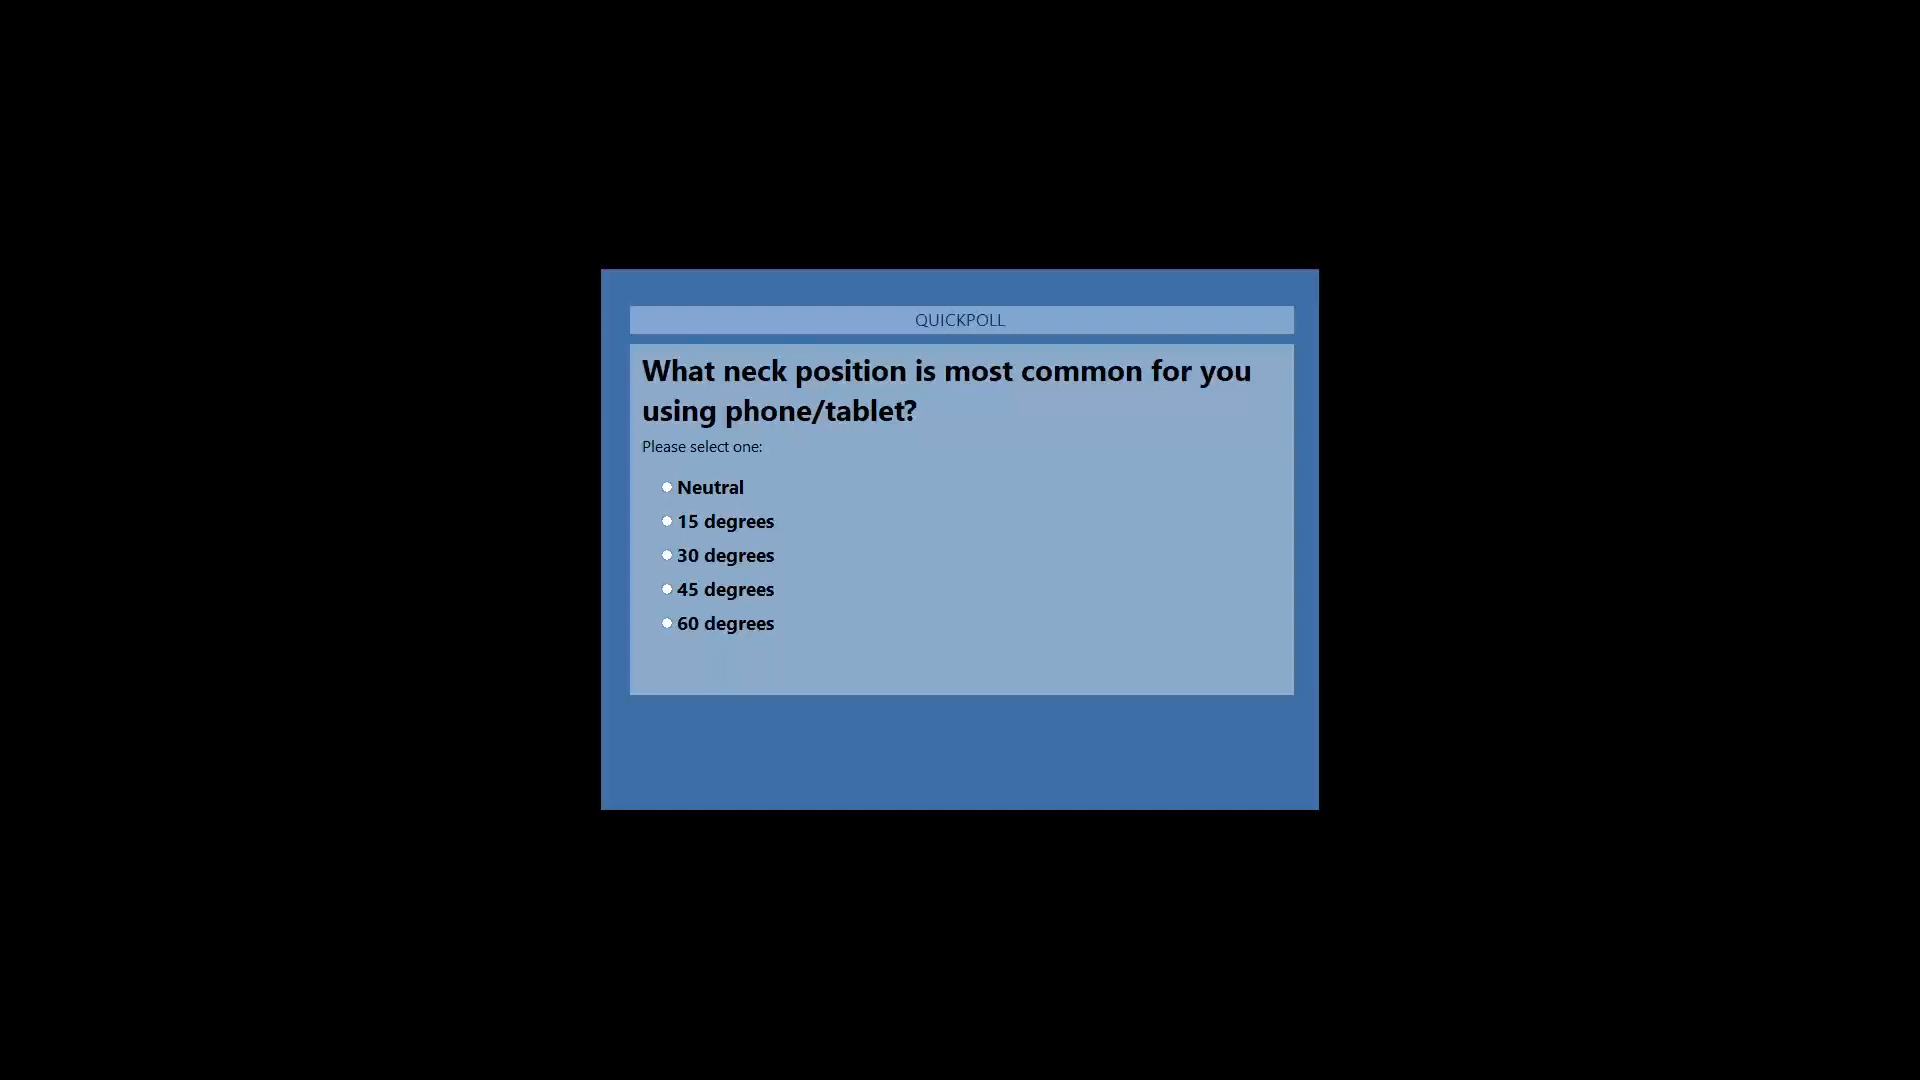 QUICKPOLL
What neck position is most common for you
using phone/tablet?
Please select one:
Neutral
15 degrees
30 degrees
45 degrees
60 degrees